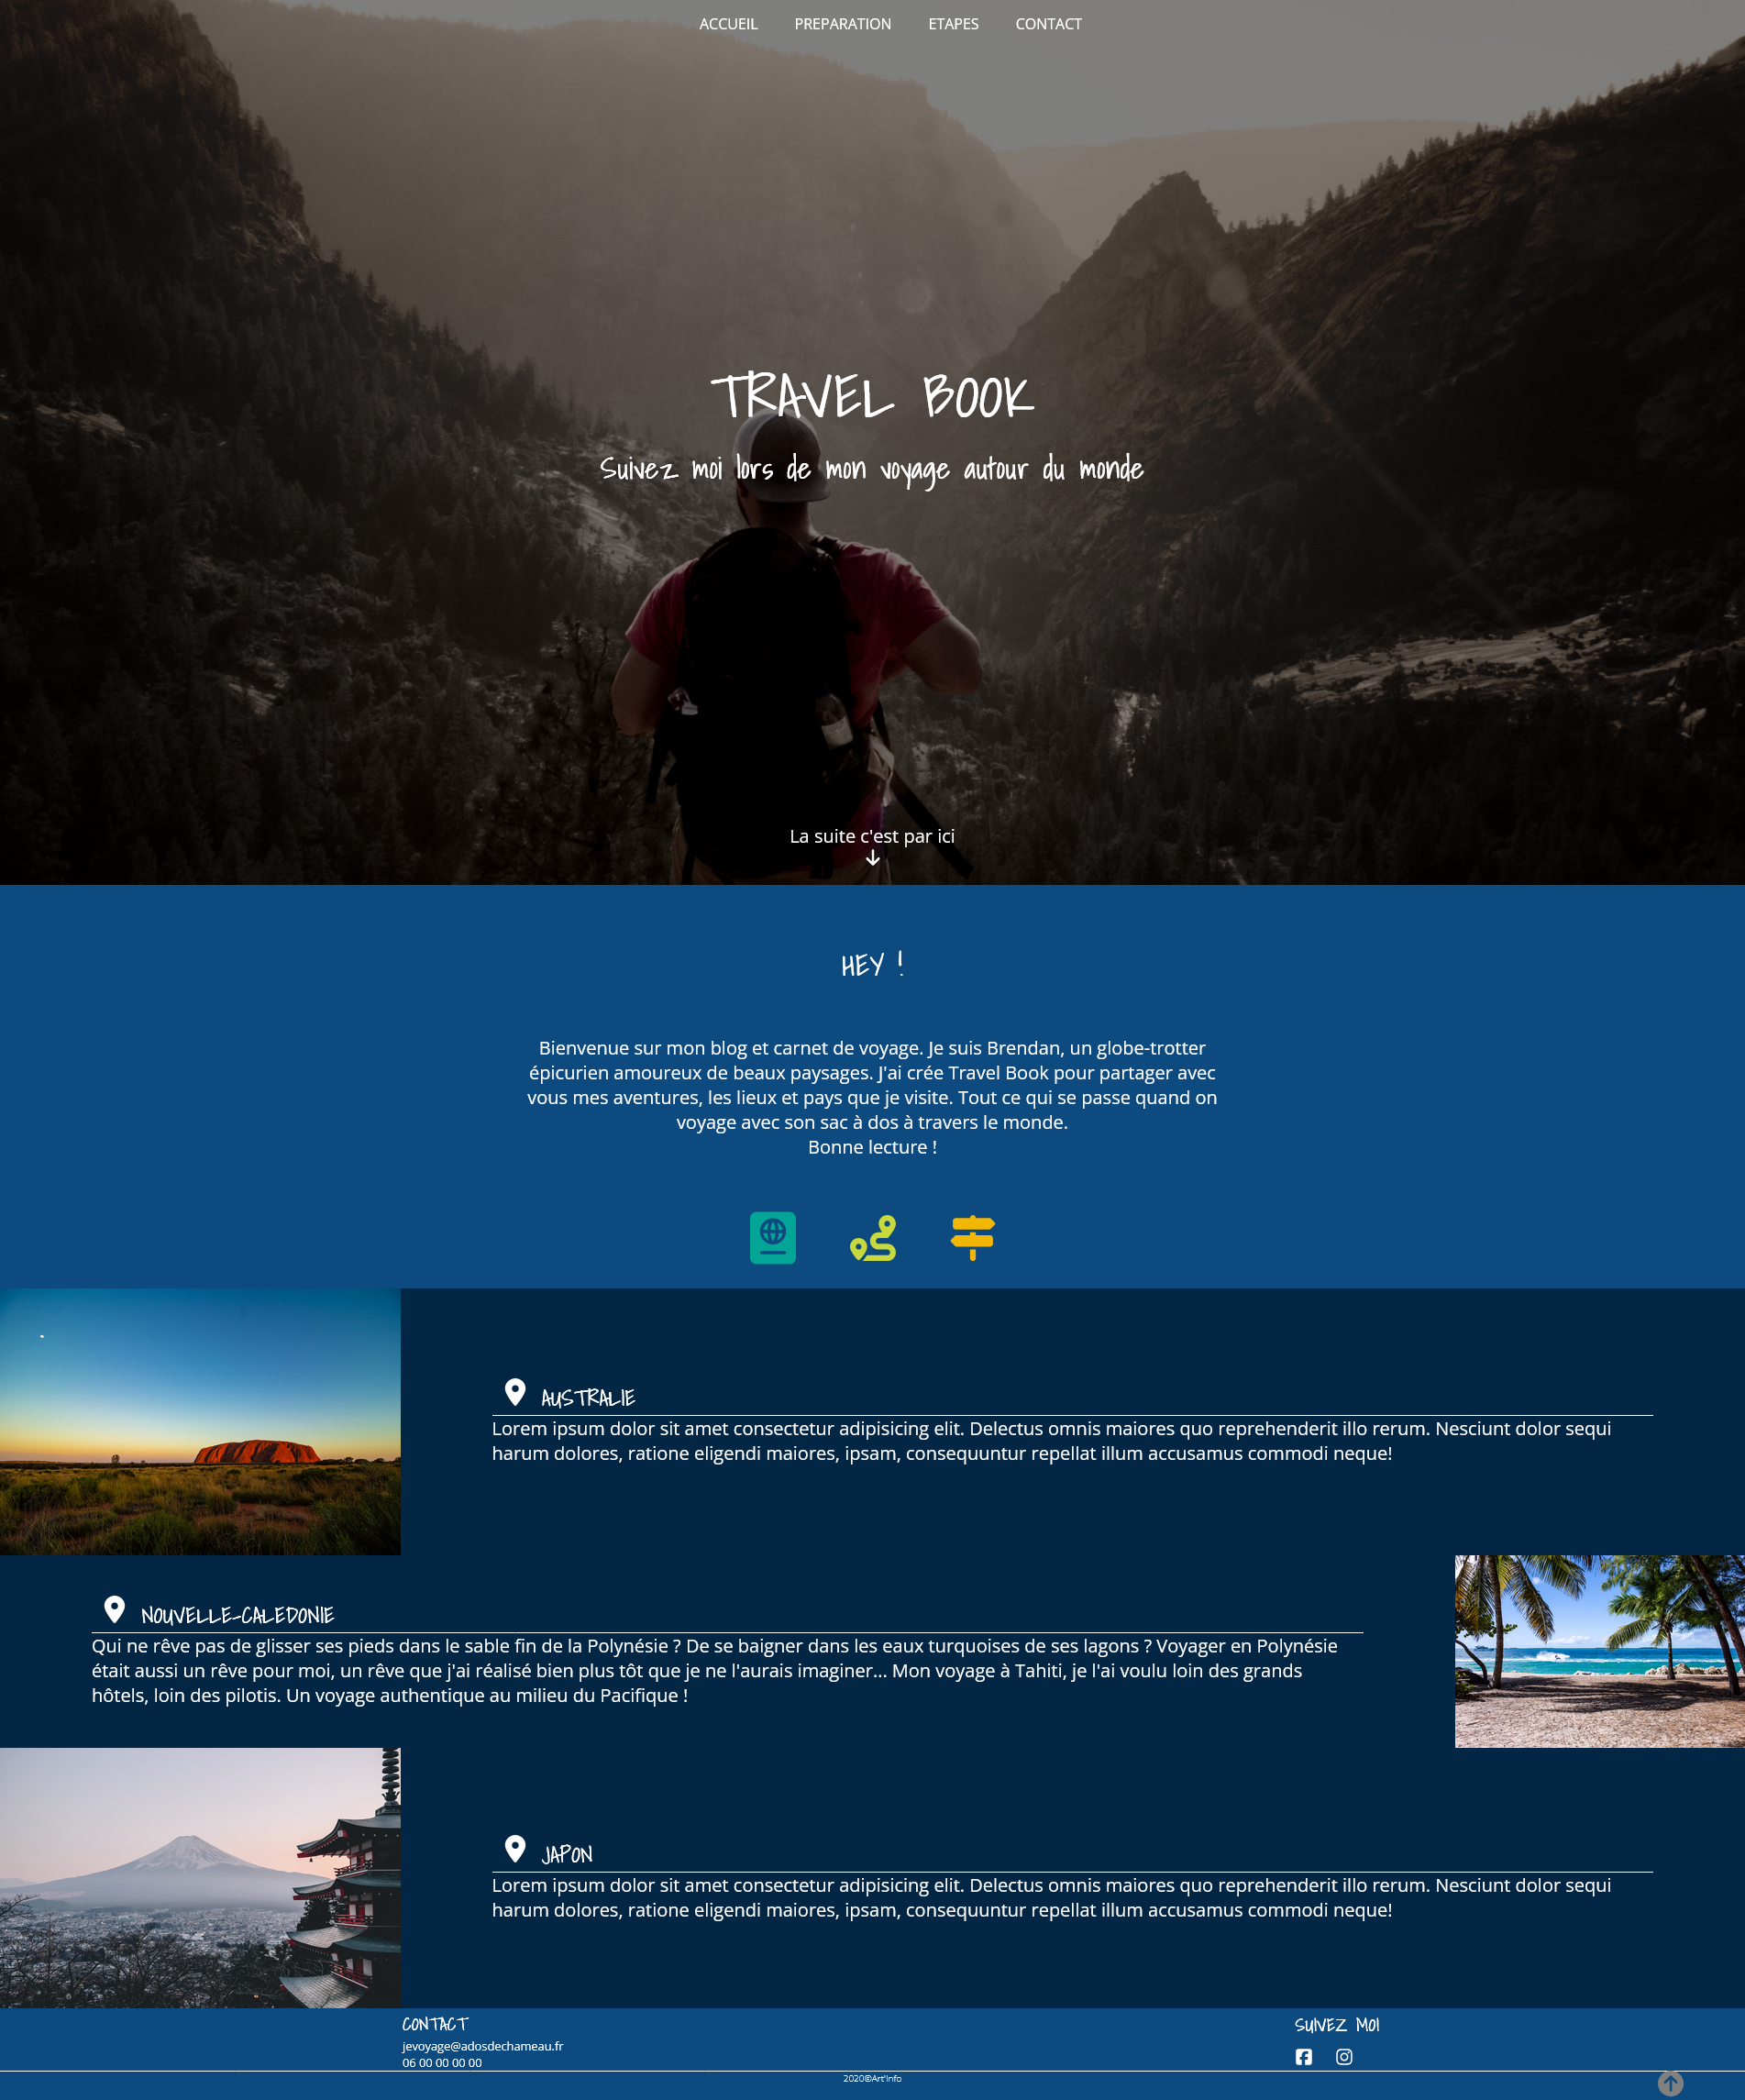 ACCUEIL PREPARATION ETAPES CONTACT
TRAVEL BOOK
Suivez moi lors de mon voyage autour du monde
La suite c'est par ici
HEY !
Bienvenue sur mon blog et carnet de voyage. Je suis Brendan, un globe-trotter
épicurien amoureux de beaux paysages. J'ai crée Travel Book pour partager avec
vous mes aventures, les lieux et pays que je visite. Tout ce qui se passe quand on
voyage avec son sac à dos à travers le monde.
Bonne lecture !
AUSTRALIE
Lorem ipsum dolor sit amet consectetur adipisicing elit. Delectus omnis maiores quo reprehenderit illo rerum. Nesciunt dolor sequi
harum dolores, ratione eligendi maiores, ipsam, consequuntur repellat illum accusamus commodi neque!
NOUVELLE-CALEDONIE
Qui ne rêve pas de glisser ses pieds dans le sable fin de la Polynésie ? De se baigner dans les eaux turquoises de ses lagons ? Voyager en Polynésie
était aussi un rêve pour moi, un rêve que j'ai réalisé bien plus tôt que je ne l'aurais imaginer... Mon voyage à Tahiti, je l'ai voulu loin des grands
hôtels, loin des pilotis. Un voyage authentique au milieu du Pacifique !
JAPON
Lorem ipsum dolor sit amet consectetur adipisicing elit. Delectus omnis maiores quo reprehenderit illo rerum. Nesciunt dolor sequi
harum dolores, ratione eligendi maiores, ipsam, consequuntur repellat illum accusamus commodi neque!
CONTACT
jevoyage@adosdechameau.fr
06 00 00 00 00
SUIVEZ MOI
2020©Art'Info